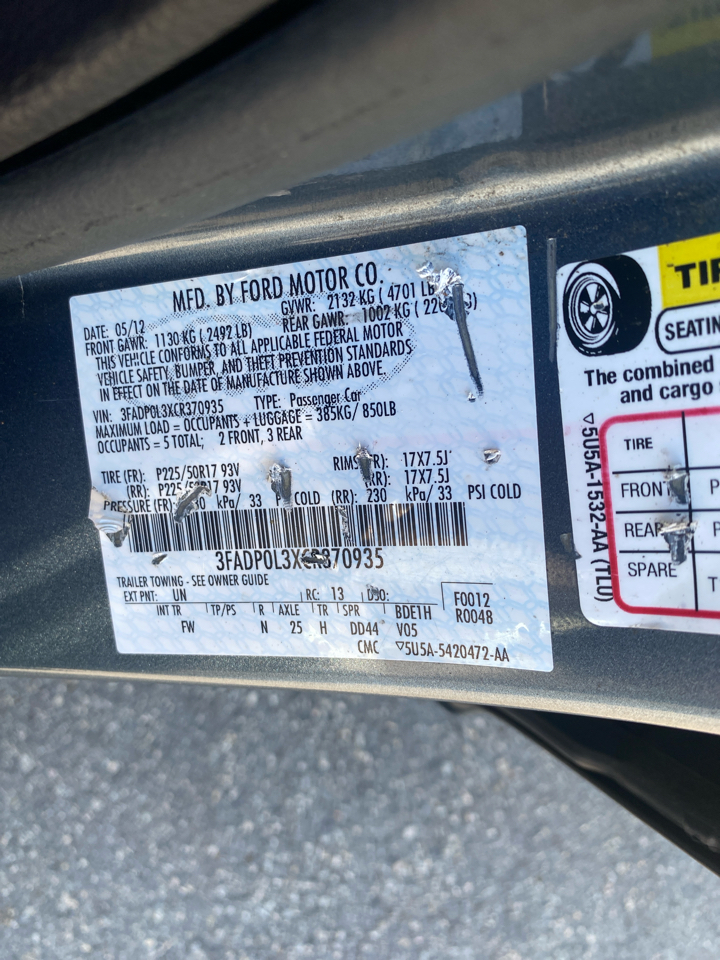 MFD. BY FORD MOTOR CO.
DATE: 05/12 GVWR: 2132 KG ( 4701 LB
FRONT GAWR: 1130 KG ( 2492 LB) REAR GAWR: 1002 KG (
THIS VEHICLE CONFORMS TO ALL APPLICABLE FEDERAL MOTOR
VEHICLE SAFETY, BUMPER, AND THEFT PREVENTION STANDARDS
IN EFFECT ON THE DATE OF MANUFACTURE SHOWN ABOVE.
VIN: 3FADP0L3XCR370935 TYPE: Passenger Car
MAXIMUM LOAD = OCCUPANTS + LUGGAGE = 385KG/ 850LB
OCCUPANTS = 5 TOTAL; 2 FRONT, 3 REAR
TIRE (FR): P225/50R17 93V RIMS 17X7.5J
(RR): P225/50R17 93V 17X7.5J
PRESSURE (FR): kPa/ 33 COLD (RR): 230 kPa/ 33 PSI COLD
3FADP0L3XCR370935
TRAILER TOWING - SEE OWNER GUIDE
EXT PNT: UN RC: 13 DSO: F0012
INT TR TP/PS R AXLE TR SPR BDE1H R0048
FW N 25 H DD44 V05
CMC ▽5U5A-5420472-AA
SEATIN
The combined
and cargo
TIRE
FRONT P
REAR
SPARE T
▽5U5A-1532-AA (TL0)